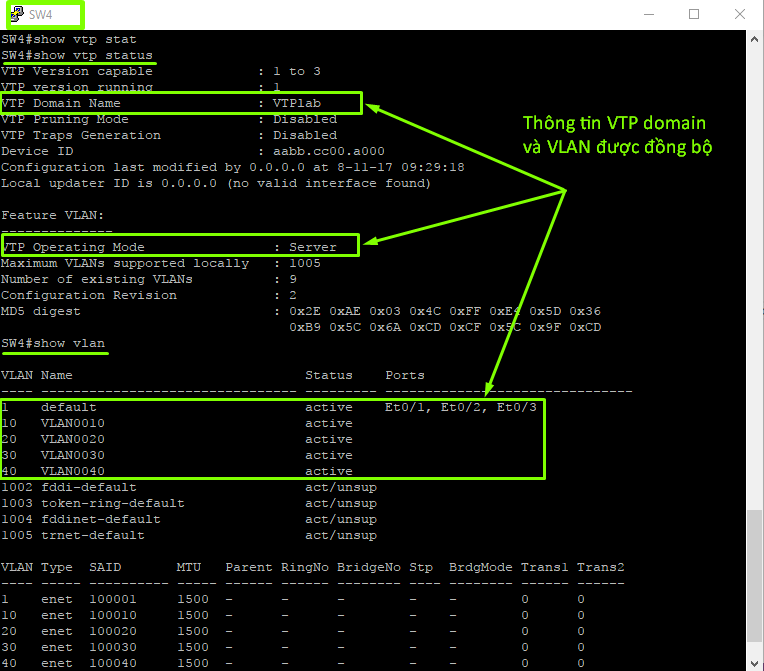 SW4
SW4#show vtp stat
SW4#show vtp status
VTP Version capable : 1 to 3
VTP version running : 1
VTP Domain Name : VTPlab
VTP Pruning Mode : Disabled
VTP Traps Generation : Disabled
Device ID : aabb.cc00.a000
Configuration last modified by 0.0.0.0 at 8-11-17 09:29:18
Local updater ID is 0.0.0.0 (no valid interface found)
Thông tin VTP domain
và VLAN được đồng bộ
Feature VLAN:
--------------
VTP Operating Mode : Server
Maximum VLANs supported locally : 1005
Number of existing VLANs : 9
Configuration Revision : 2
MD5 digest : 0x2E 0xAE 0x03 0x4C 0xFF 0xE4 0x5D 0x36
0xB9 0x5C 0x6A 0xCD 0xCF 0x5C 0x9F 0xCD
SW4#show vlan
VLAN Name Status Ports
---- -------------------------------- --------- -------------------------------
1 default active Et0/1, Et0/2, Et0/3
10 VLAN0010 active
20 VLAN0020 active
30 VLAN0030 active
40 VLAN0040 active
1002 fddi-default act/unsup
1003 token-ring-default act/unsup
1004 fddinet-default act/unsup
1005 trnet-default act/unsup
VLAN Type SAID MTU Parent RingNo BridgeNo Stp BrdgMode Trans1 Trans2
---- ----- ---------- ----- ------ ------ -------- ---- -------- ------ ------
1 enet 100001 1500 - - - - - 0 0
10 enet 100010 1500 - - - - - 0 0
20 enet 100020 1500 - - - - - 0 0
30 enet 100030 1500 - - - - - 0 0
40 enet 100040 1500 - - - - - 0 0